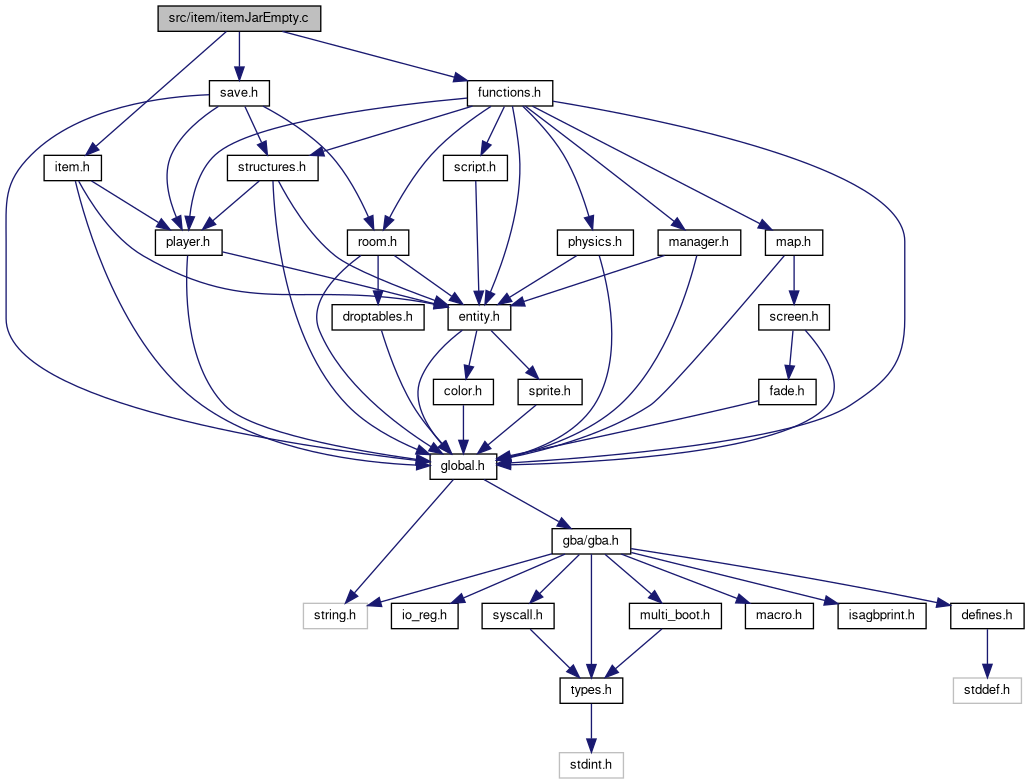 src/item/itemJarEmpty.c
save.h
functions.h
item.h
structures.h
script.h
player.h
room.h
physics.h
manager.h
map.h
droptables.h
entity.h
screen.h
color.h
sprite.h
fade.h
global.h
gba/gba.h
string.h
io_reg.h
syscall.h
multi_boot.h
macro.h
isagbprint.h
defines.h
types.h
stddef.h
stdint.h